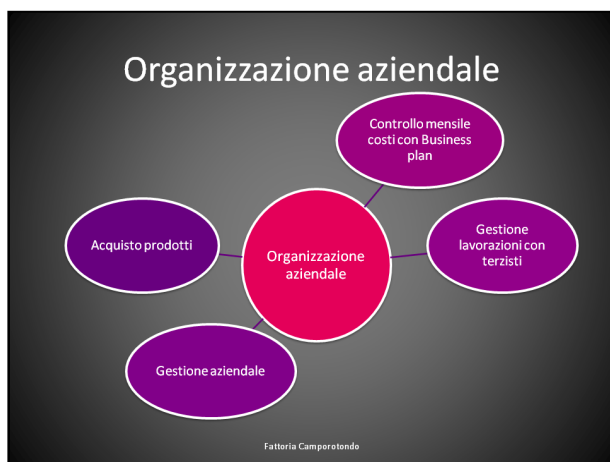 Organizzazione aziendale
Controllo mensile
costi con Business
plan
Gestione
lavorazioni con
terzisti
Acquisto prodotti
Organizzazione
aziendale
Gestione aziendale
Fattoria Camporotondo